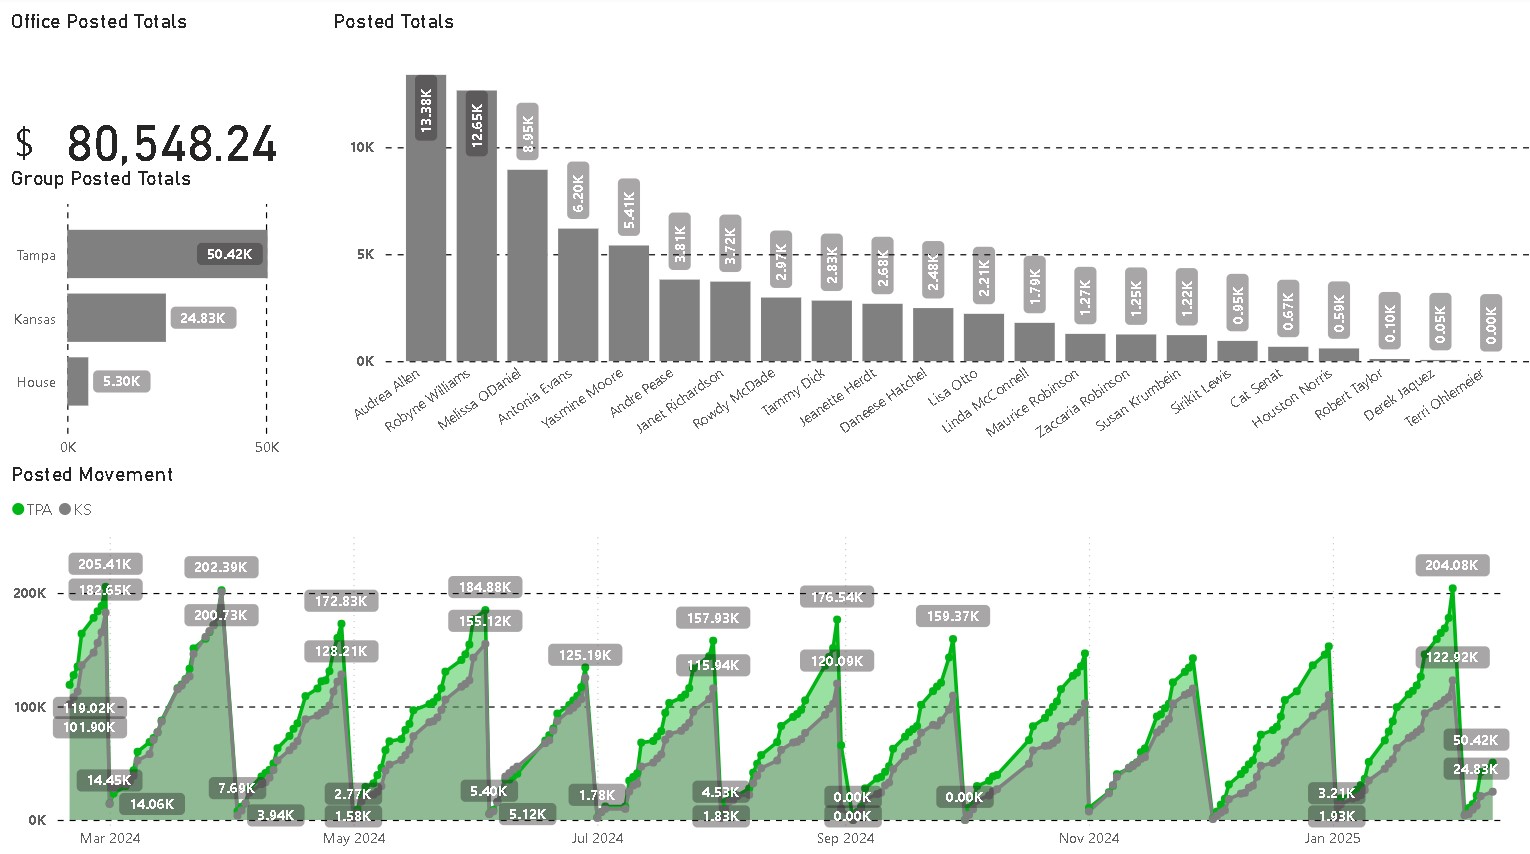 Office Posted Totals
$ 80,548.24
Group Posted Totals
Tampa 50.42K
Kansas 24.83K
House 5.30K
0K 50K
Posted Totals
10K
5K
0K
13.38K
12.65K
8.95K
6.20K
5.41K
3.81K
3.72K
2.97K
2.83K
2.68K
2.48K
2.21K
1.79K
1.27K
1.25K
1.22K
0.95K
0.67K
0.59K
0.10K
0.05K
0.00K
Audrea Allen
Robyne Williams
Melissa ODaniel
Antonia Evans
Yasmine Moore
Andre Pease
Janet Richardson
Rowdy McDade
Tammy Dick
Jeanette Herdt
Daneese Hatchel
Lisa Otto
Linda McConnell
Maurice Robinson
Zaccaria Robinson
Susan Krumbein
Sirikit Lewis
Cat Senat
Houston Norris
Robert Taylor
Derek Jaquez
Terri Ohlemeier
Posted Movement
TPA KS
200K
100K
0K
205.41K
182.65K
119.02K
101.90K
14.45K
14.06K
202.39K
200.73K
7.69K
3.94K
172.83K
128.21K
2.77K
1.58K
184.88K
155.12K
5.40K
5.12K
125.19K
1.78K
157.93K
115.94K
4.53K
1.83K
176.54K
120.09K
0.00K
0.00K
159.37K
0.00K
3.21K
1.93K
204.08K
122.92K
50.42K
24.83K
Mar 2024 May 2024 Jul 2024 Sep 2024 Nov 2024 Jan 2025